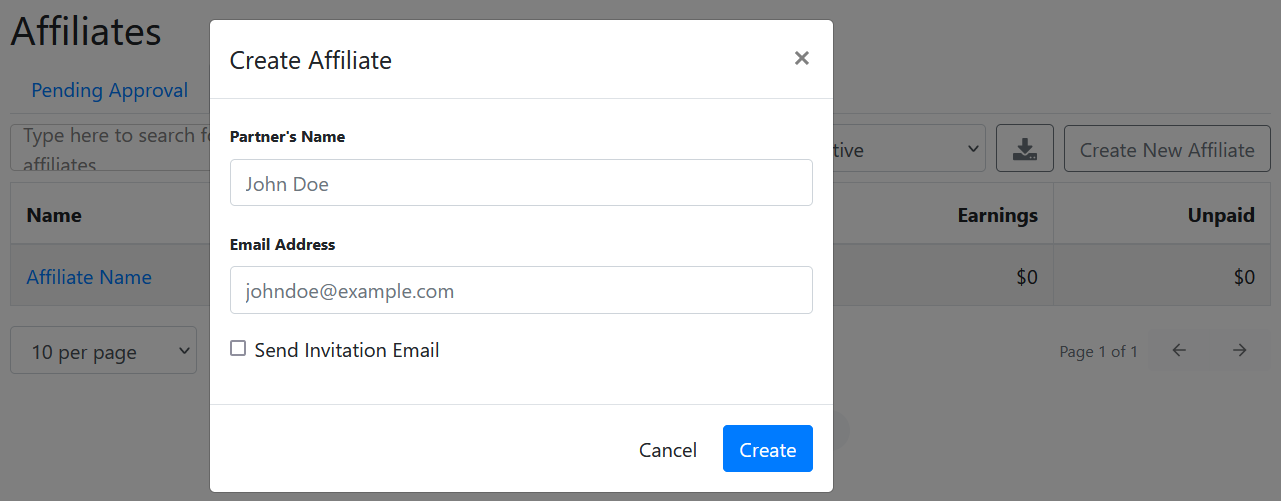 Affiliates
Create Affiliate
×
Pending Approval
Partner's Name
Type here to search fo
affiliates
tive
Create New Affiliate
John Doe
Name
Earnings
Unpaid
Email Address
Affiliate Name
$0
$0
johndoe@example.com
10 per page
Send Invitation Email
Page 1 of 1
Cancel
Create